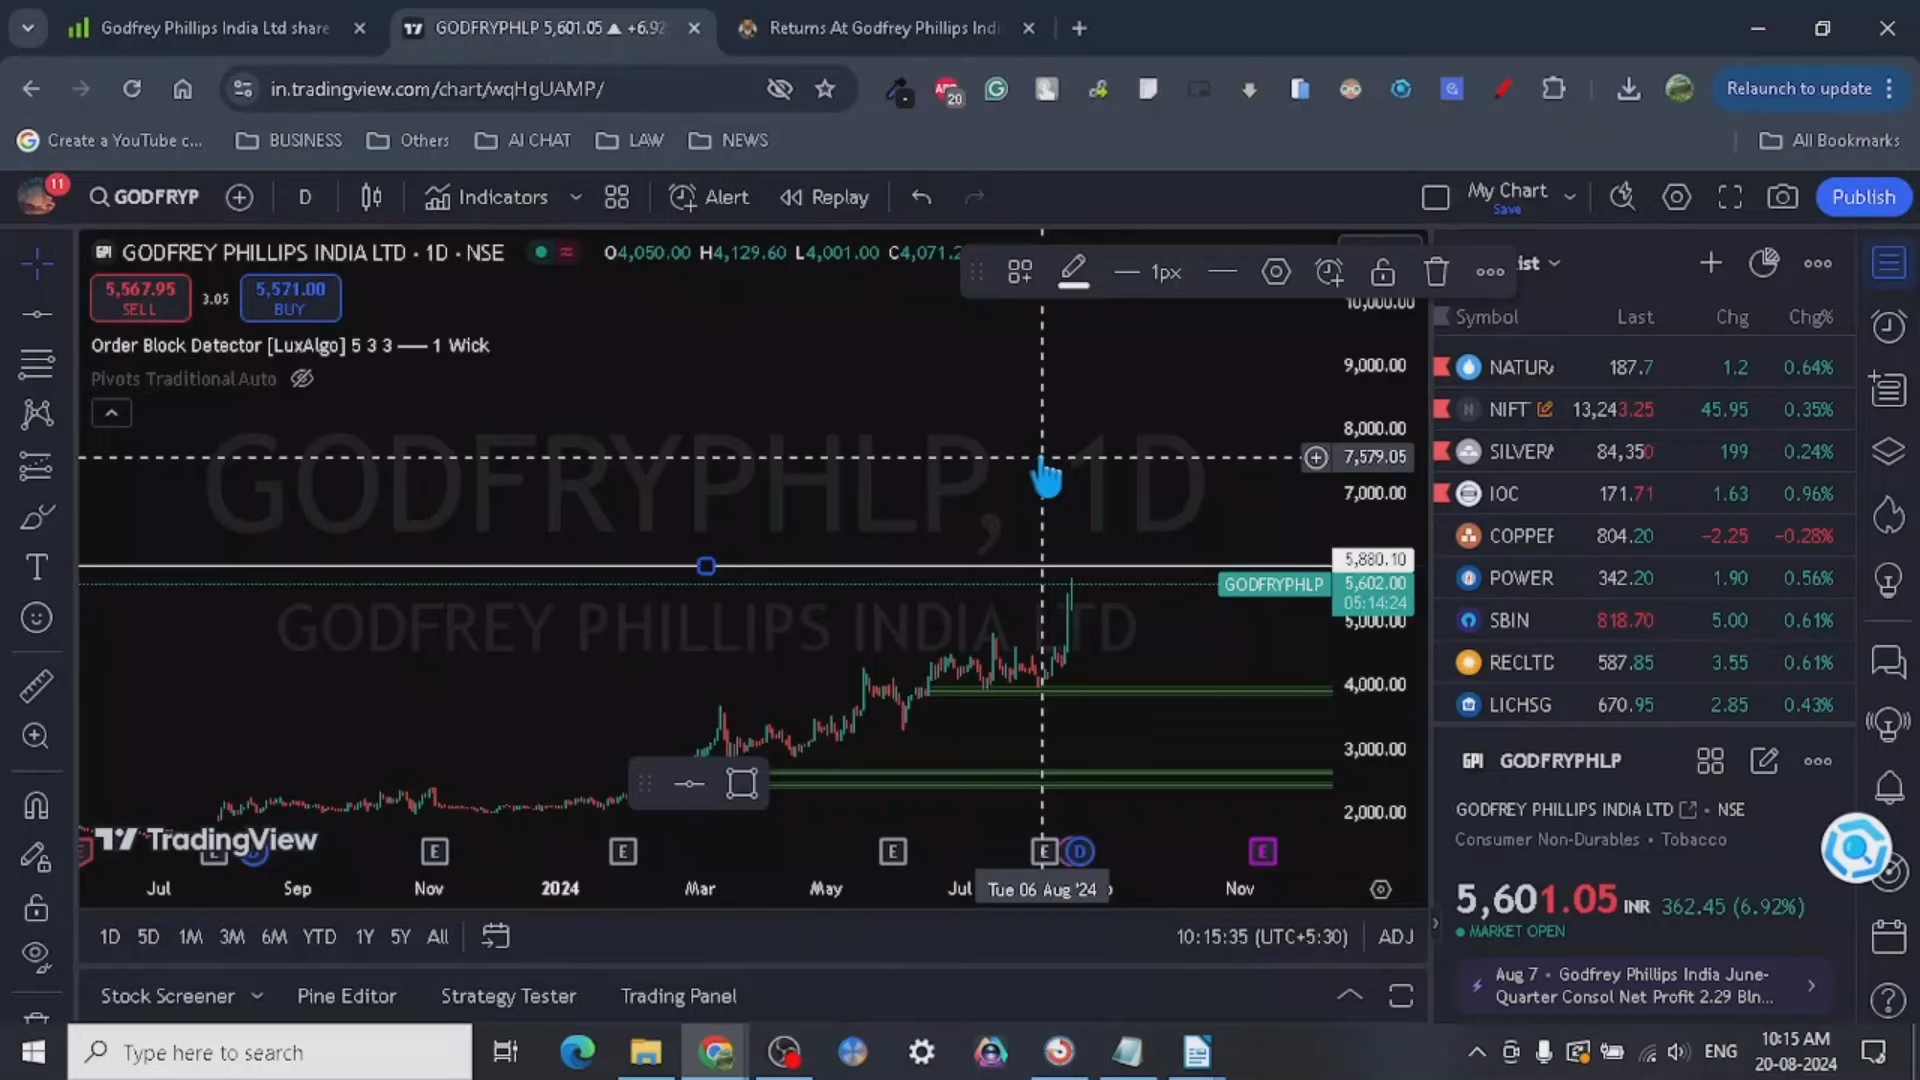 Godfrey Phillips India Ltd share
GODFRYPHLP 5,601.05 ▲ +6.92
Returns At Godfrey Phillips Indi
in.tradingview.com/chart/wqHgUAMP/
20
Relaunch to update
Create a YouTube c...
BUSINESS
Others
AI CHAT
LAW
NEWS
All Bookmarks
11
GODFRYP
D
Indicators
Alert
Replay
My Chart
Save
Publish
GPI GODFREY PHILLIPS INDIA LTD · 1D · NSE
O4,050.00 H4,129.60 L4,001.00 C4,071.2
1px
ist
5,567.95
SELL
3.05
5,571.00
BUY
10,000.00
Symbol Last Chg Chg%
Order Block Detector [LuxAlgo] 5 3 3 —— 1 Wick
Pivots Traditional Auto
9,000.00
8,000.00
7,579.05
7,000.00
5,880.10
GODFRYPHLP 5,602.00
05:14:24
5,000.00
4,000.00
3,000.00
2,000.00
GODFRYPHLP, 1D
GODFREY PHILLIPS INDIA LTD
NATUR 187.7 1.2 0.64%
NIFT 13,243.25 45.95 0.35%
SILVER 84,350 199 0.24%
IOC 171.71 1.63 0.96%
COPPEF 804.20 −2.25 −0.28%
POWER 342.20 1.90 0.56%
SBIN 818.70 5.00 0.61%
RECLTD 587.85 3.55 0.61%
LICHSG 670.95 2.85 0.43%
TradingView
E E E E D E
Jul Sep Nov 2024 Mar May Jul Tue 06 Aug '24 Nov
GPI GODFRYPHLP
GODFREY PHILLIPS INDIA LTD · NSE
Consumer Non-Durables · Tobacco
5,601.05 INR 362.45 (6.92%)
MARKET OPEN
Aug 7 · Godfrey Phillips India June-
Quarter Consol Net Profit 2.29 Bln...
1D 5D 1M 3M 6M YTD 1Y 5Y All
10:15:35 (UTC+5:30) ADJ
Stock Screener
Pine Editor
Strategy Tester
Trading Panel
Type here to search
ENG
10:15 AM
20-08-2024